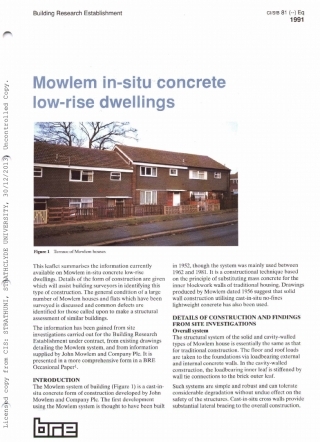 Building Research Establishment
CI/SfB 81 (–) Eq
1991
Mowlem in-situ concrete
low-rise dwellings
Figure 1 Terrace of Mowlem houses
This leaflet summarises the information currently
available on Mowlem in-situ concrete low-rise
dwellings. Details of the form of construction are given
which will assist building surveyors in identifying this
type of construction. The general condition of a large
number of Mowlem houses and flats which have been
surveyed is discussed and common defects are
identified for those called upon to make a structural
assessment of similar buildings.
The information has been gained from site
investigations carried out for the Building Research
Establishment under contract, from existing drawings
detailing the Mowlem system, and from information
supplied by John Mowlem and Company Plc. It is
presented in a more comprehensive form in a BRE
Occasional Paper¹.
INTRODUCTION
The Mowlem system of building (Figure 1) is a cast-in-
situ concrete form of construction developed by John
Mowlem and Company Plc. The first development
using the Mowlem system is thought to have been built
in 1952, though the system was mainly used between
1962 and 1981. It is a constructional technique based
on the principle of substituting mass concrete for the
inner blockwork walls of traditional housing. Drawings
produced by Mowlem dated 1956 suggest that solid
wall construction utilising cast-in-situ no-fines
lightweight concrete has also been used.
DETAILS OF CONSTRUCTION AND FINDINGS
FROM SITE INVESTIGATIONS
Overall system
The structural system of the solid and cavity-walled
types of Mowlem house is essentially the same as that
for traditional construction. The floor and roof loads
are taken to the foundations via loadbearing external
and internal concrete walls. In the cavity-walled
construction, the loadbearing inner leaf is stiffened by
wall tie connections to the brick outer leaf.
Such systems are simple and robust and can tolerate
considerable degradation without undue effect on the
safety of the structures. Cast-in-situ cross walls provide
substantial lateral bracing to the overall construction,
bre
Licensed copy from CIS: STRATHUNI, STRATHCLYDE UNIVERSITY, 30/12/2013, Uncontrolled Copy.